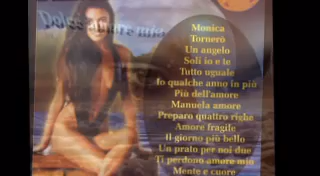 Dolce amore mio
Monica
Tornerò
Un angelo
Soli io e te
Tutto uguale
Io qualche anno in più
Più dell'amore
Manuela amore
Preparo quattro righe
Amore fragile
Il giorno più bello
Un prato per noi due
Ti perdono amore mio
Mente e cuore